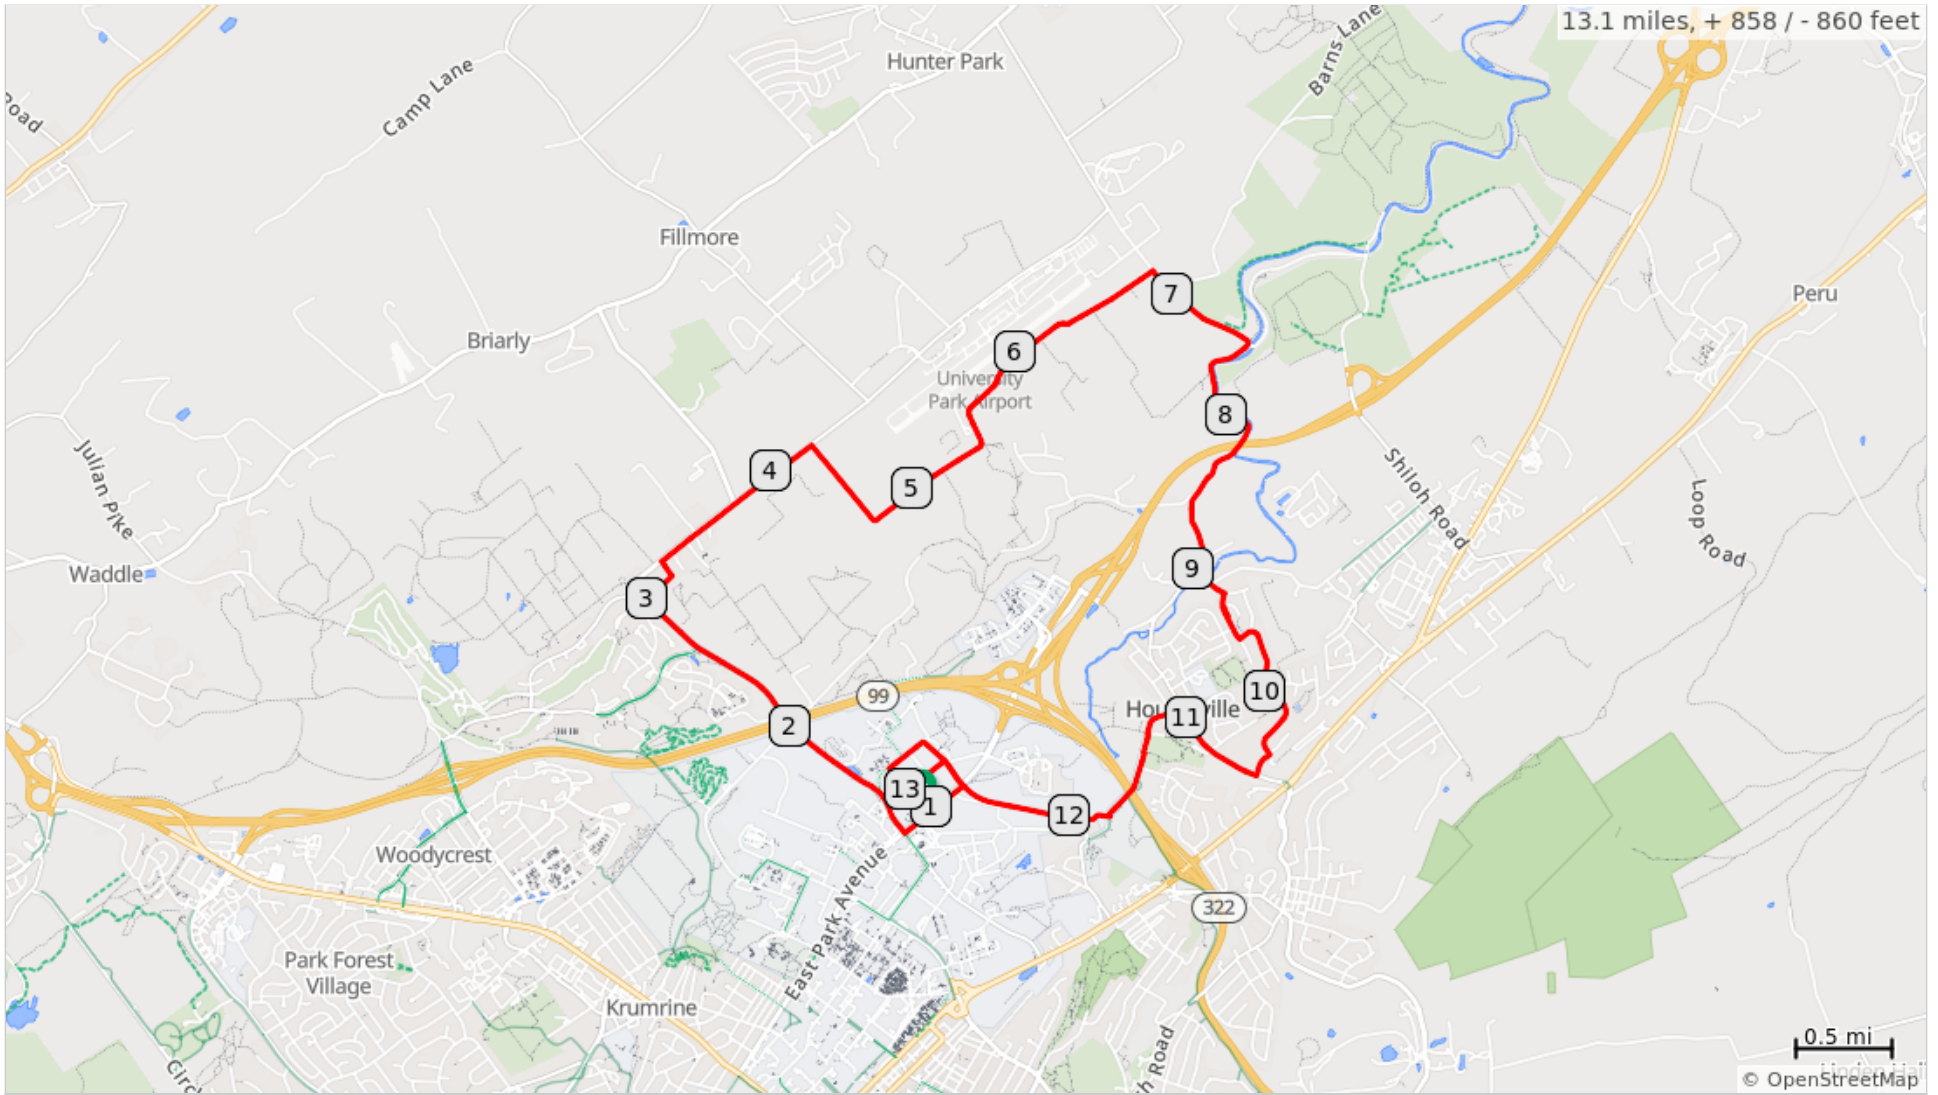 13.1 miles, + 858 / - 860 feet
Hunter Park
Barns Lane
Camp Lane
Road
Fillmore
Peru
7
Briarly
6
University
Park Airport
8
Julian Pike
4
5
Shiloh Road
Loop Road
Waddle
9
3
10
99
11
2
13
1
12
Woodycrest
East Park Avenue
322
Park Forest
Village
Krumrine
0.5 mi
Road
© OpenStreetMap